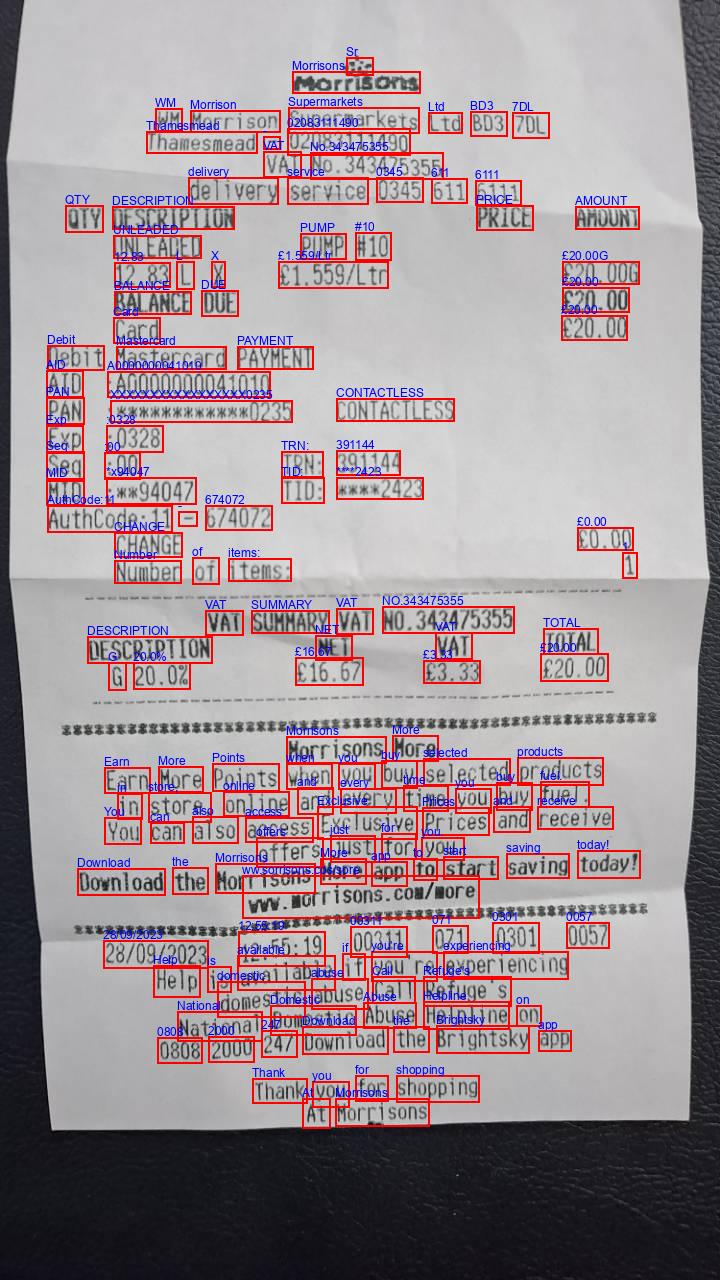 Morrisons
WM Morrison Supermarkets Ltd BD3 7DL
Thamesmead 02083111490
VAT No.343475355
delivery service 0345 611 6111
QTY DESCRIPTION PRICE AMOUNT
UNLEADED PUMP #10
12.83 L X £1.559/Ltr £20.00G
BALANCE DUE £20.00
Card £20.00
Debit Mastercard PAYMENT
AID :A0000000041010
PAN :************0235 CONTACTLESS
Exp :0328
Seq :00 TRN: 391144
MID :**94047 TID: ****2423
AuthCode:11 - 674072
CHANGE £0.00
Number of items: 1
VAT SUMMARY VAT NO.343475355
DESCRIPTION NET VAT TOTAL
G 20.0% £16.67 £3.33 £20.00
Morrisons More
Earn More Points when you buy selected products
in store, online and every time you buy fuel.
You can also access Exclusive Prices and receive
offers just for you
Download the Morrisons More app to start saving today!
www.morrisons.com/more
28/09/2023 12:55:19 00311 071 0301 0057
Help is available if you're experiencing
domestic abuse Call Refuge's
National Domestic Abuse Helpline on
0808 2000 247 Download the Brightsky app
Thank you for shopping
At Morrisons